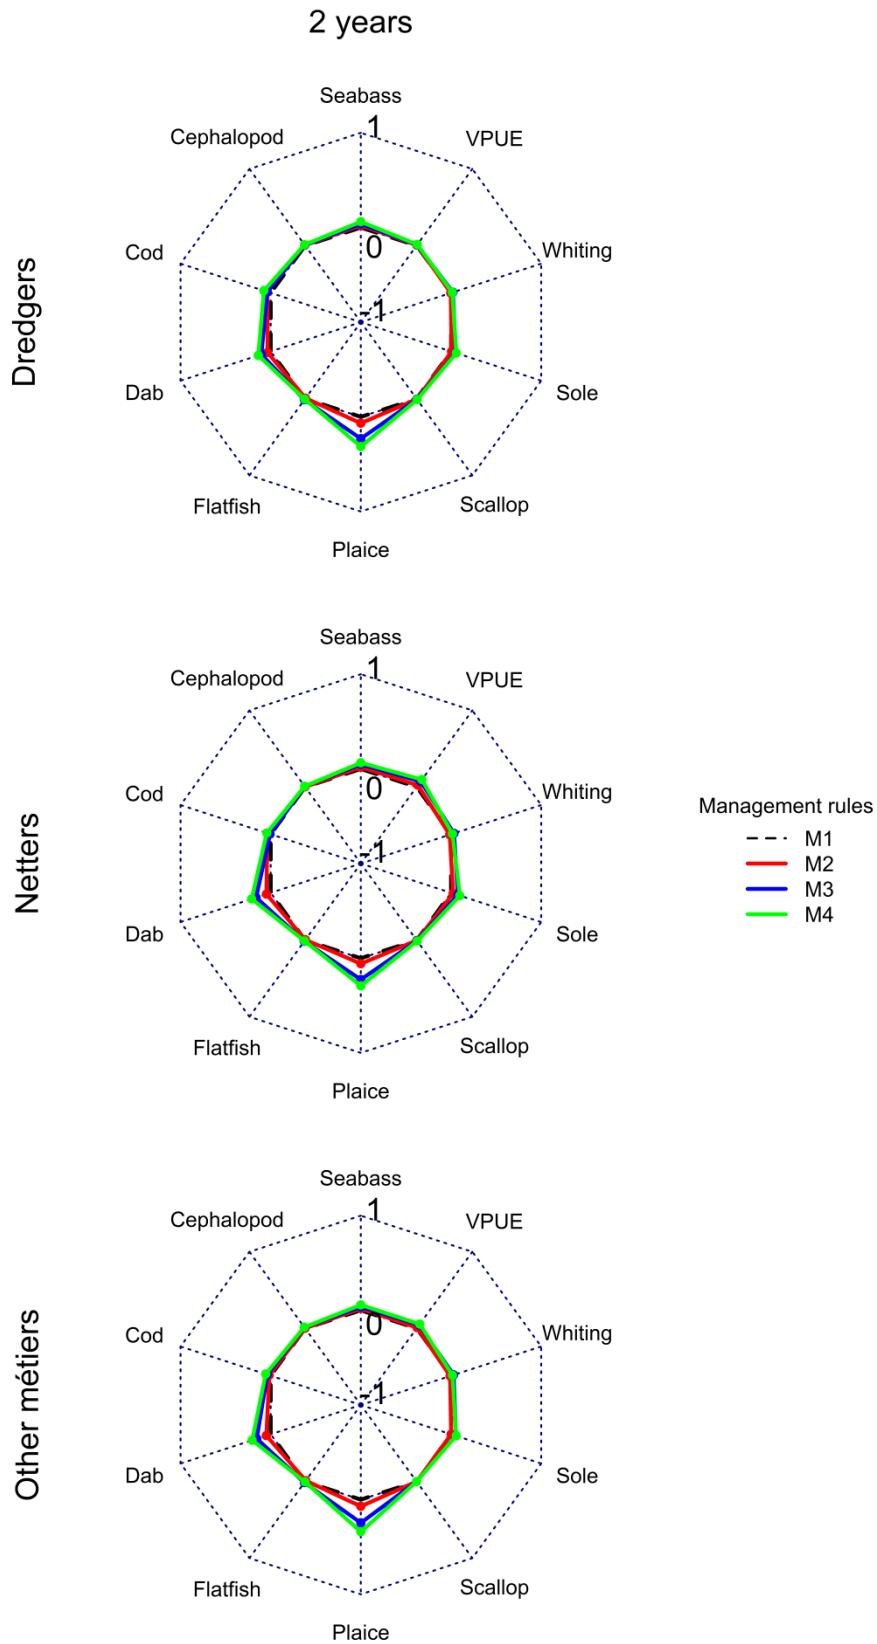 2 years
Dredgers
Seabass
1
Cephalopod
VPUE
0
Cod
Whiting
-1
Dab
Sole
Flatfish
Scallop
Plaice
Netters
Seabass
1
Cephalopod
VPUE
0
Cod
Whiting
-1
Dab
Sole
Flatfish
Scallop
Plaice
Management rules
M1
M2
M3
M4
Other métiers
Seabass
1
Cephalopod
VPUE
0
Cod
Whiting
-1
Dab
Sole
Flatfish
Scallop
Plaice